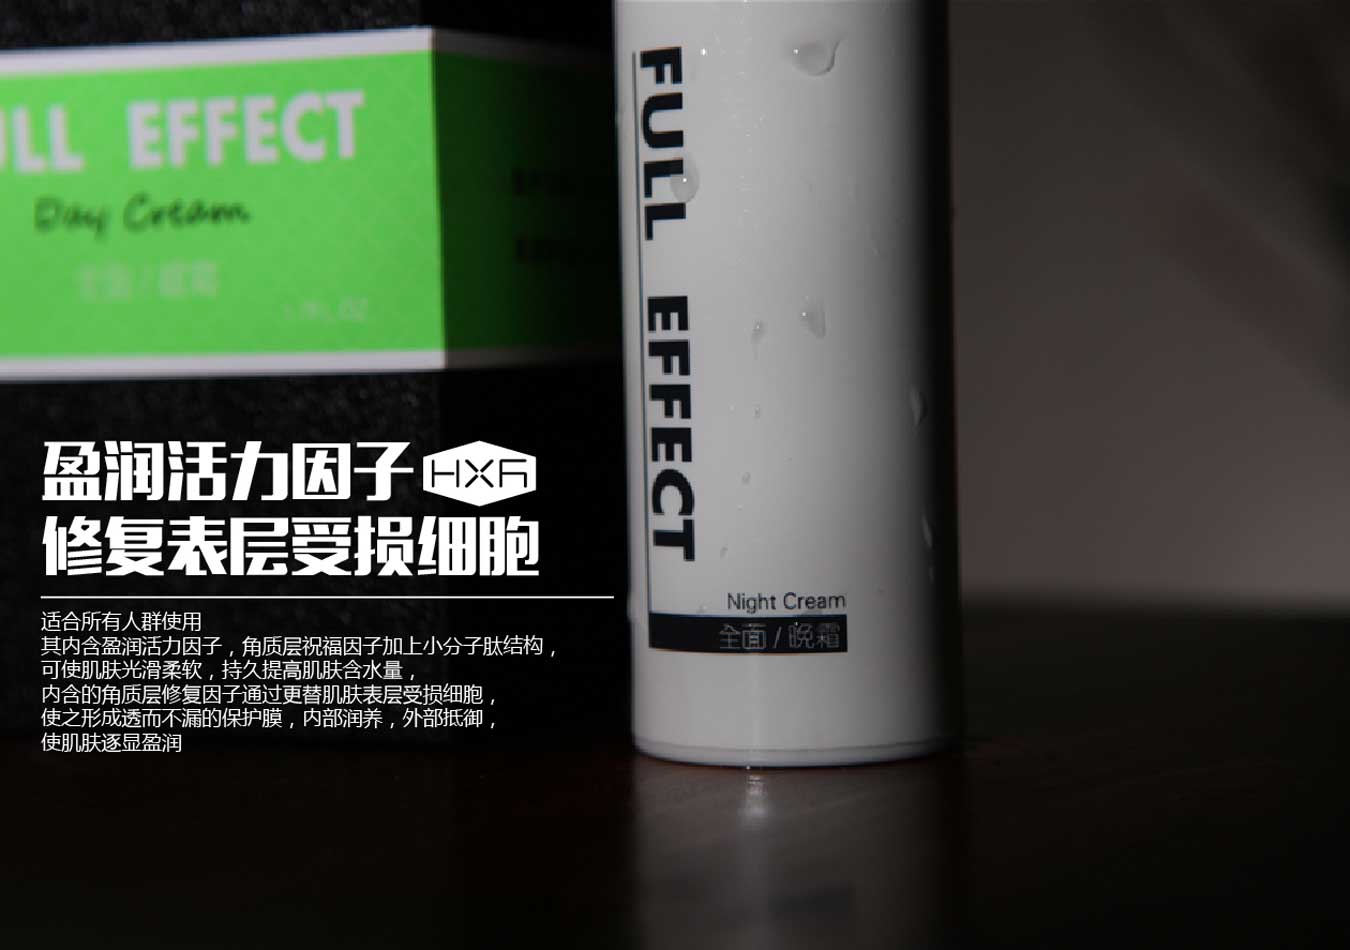 ULL EFFECT
Day Cream
FULL EFFECT
Night Cream
全面 / 晚霜
盈润活力因子 HXR
修复表层受损细胞
适合所有人群使用
其内含盈润活力因子，角质层祝福因子加上小分子肽结构，
可使肌肤光滑柔软，持久提高肌肤含水量，
内含的角质层修复因子通过更替肌肤表层受损细胞，
使之形成透而不漏的保护膜，内部润养，外部抵御，
使肌肤逐显盈润